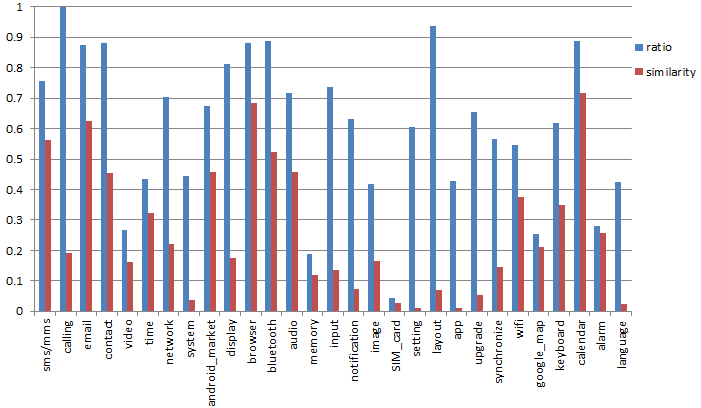 1
0.9
0.8
0.7
0.6
0.5
0.4
0.3
0.2
0.1
0
ratio
similarity
sms/mms
calling
email
contact
video
time
network
system
android_market
display
browser
bluetooth
audio
memory
input
notification
image
SIM_card
setting
layout
app
upgrade
synchronize
wifi
google_map
keyboard
calendar
alarm
language